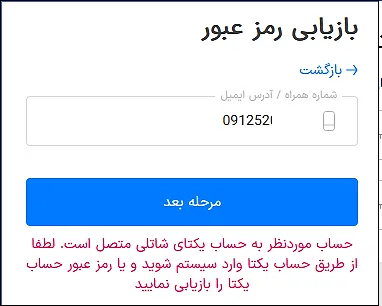 بازیابی رمز عبور
بازگشت
شماره همراه / آدرس ایمیل
091252
مرحله بعد
حساب موردنظر به حساب یکتای شاتلی متصل است. لطفا
از طریق حساب یکتا وارد سیستم شوید و یا رمز عبور حساب
یکتا را بازیابی نمایید